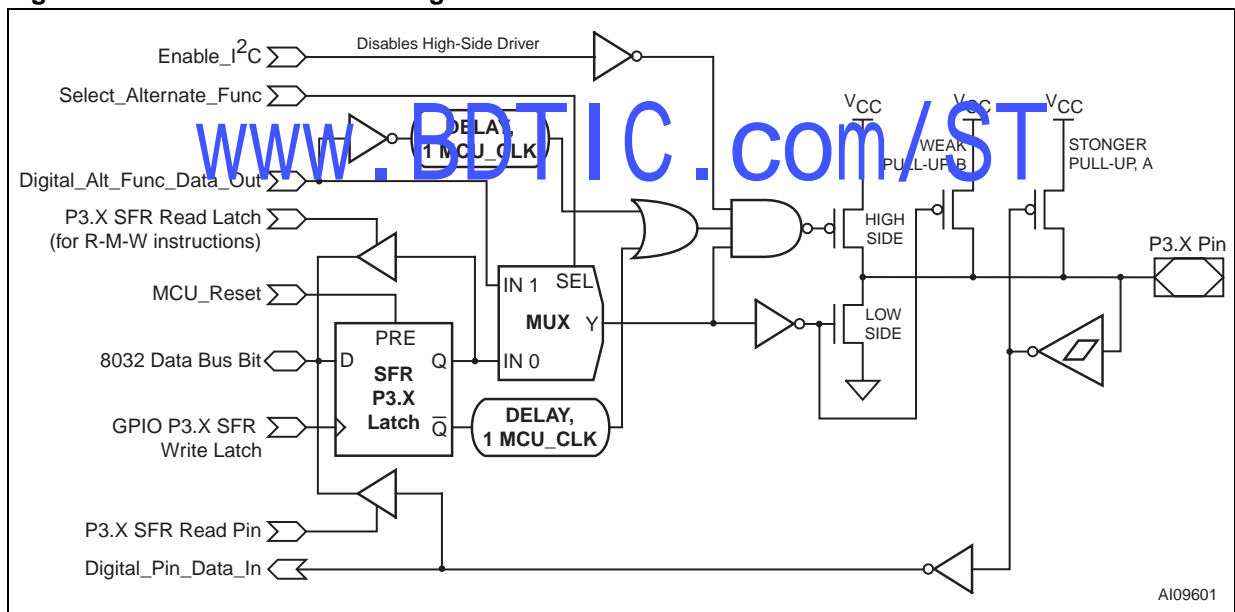 Enable_I2C
Disables High-Side Driver
Select_Alternate_Func
VCC
VCC
VCC
DELAY,
1 MCU_CLK
WEAK
PULL-UP, B
STONGER
PULL-UP, A
www.BDTIC.com/ST
Digital_Alt_Func_Data_Out
P3.X SFR Read Latch
(for R-M-W instructions)
HIGH
SIDE
P3.X Pin
IN 1
SEL
MUX
Y
IN 0
LOW
SIDE
MCU_Reset
PRE
8032 Data Bus Bit
D
Q
SFR
P3.X
Latch
Q
DELAY,
1 MCU_CLK
GPIO P3.X SFR
Write Latch
P3.X SFR Read Pin
Digital_Pin_Data_In
AI09601